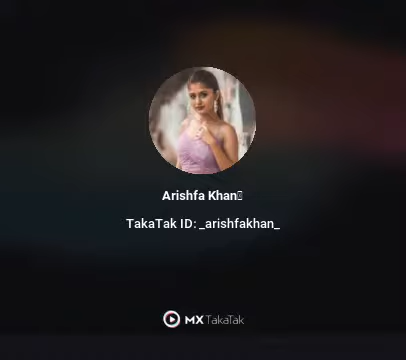 Arishfa Khan
TakaTak ID: _arishfakhan_
MX TakaTak